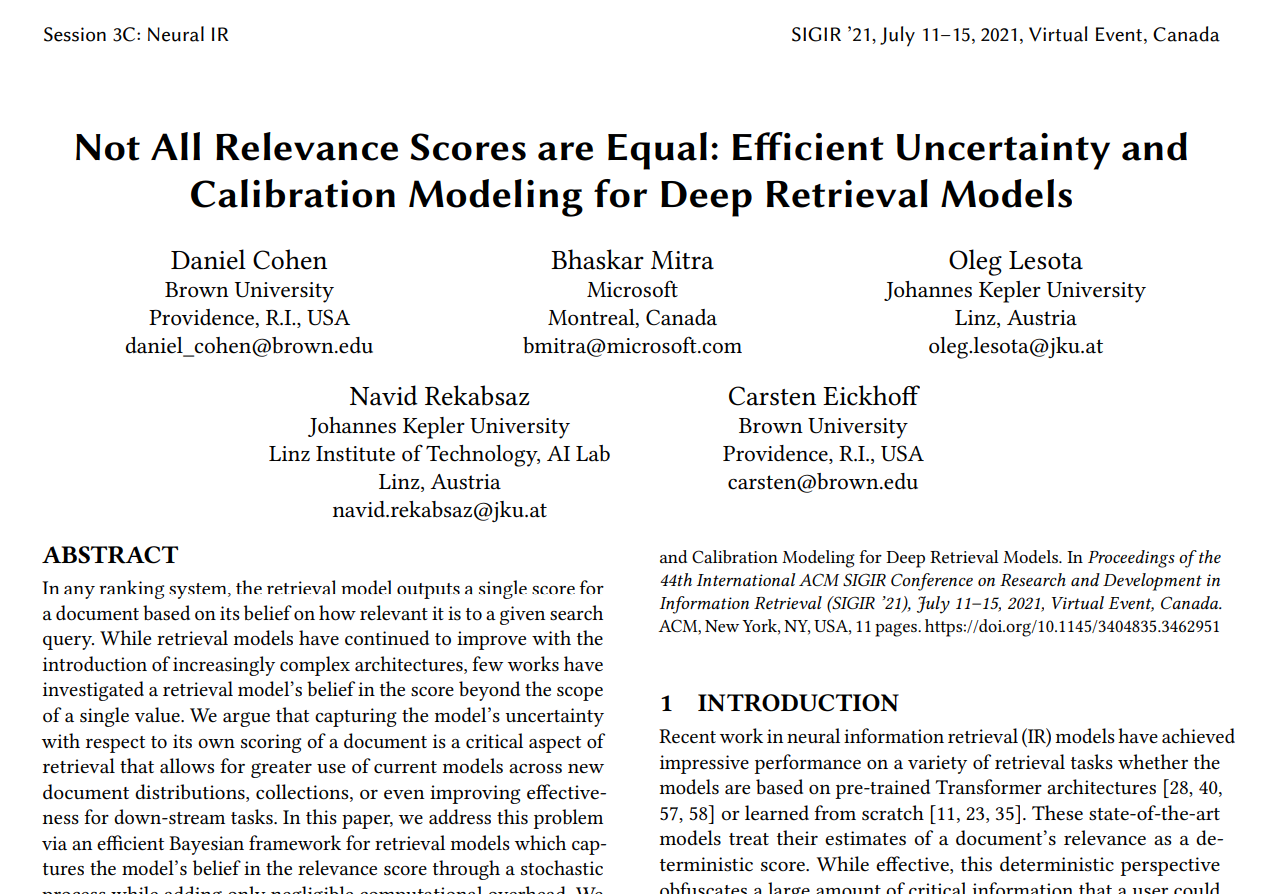 Session 3C: Neural IR
SIGIR ’21, July 11–15, 2021, Virtual Event, Canada
Not All Relevance Scores are Equal: Efficient Uncertainty and
Calibration Modeling for Deep Retrieval Models
Daniel Cohen
Brown University
Providence, R.I., USA
daniel_cohen@brown.edu
Bhaskar Mitra
Microsoft
Montreal, Canada
bmitra@microsoft.com
Oleg Lesota
Johannes Kepler University
Linz, Austria
oleg.lesota@jku.at
Navid Rekabsaz
Johannes Kepler University
Linz Institute of Technology, AI Lab
Linz, Austria
navid.rekabsaz@jku.at
Carsten Eickhoff
Brown University
Providence, R.I., USA
carsten@brown.edu
ABSTRACT
In any ranking system, the retrieval model outputs a single score for
a document based on its belief on how relevant it is to a given search
query. While retrieval models have continued to improve with the
introduction of increasingly complex architectures, few works have
investigated a retrieval model’s belief in the score beyond the scope
of a single value. We argue that capturing the model’s uncertainty
with respect to its own scoring of a document is a critical aspect of
retrieval that allows for greater use of current models across new
document distributions, collections, or even improving effective-
ness for down-stream tasks. In this paper, we address this problem
via an efficient Bayesian framework for retrieval models which cap-
tures the model’s belief in the relevance score through a stochastic
process while adding only negligible computational overhead. We
and Calibration Modeling for Deep Retrieval Models. In Proceedings of the
44th International ACM SIGIR Conference on Research and Development in
Information Retrieval (SIGIR ’21), July 11–15, 2021, Virtual Event, Canada.
ACM, New York, NY, USA, 11 pages. https://doi.org/10.1145/3404835.3462951
1 INTRODUCTION
Recent work in neural information retrieval (IR) models have achieved
impressive performance on a variety of retrieval tasks whether the
models are based on pre-trained Transformer architectures [28, 40,
57, 58] or learned from scratch [11, 23, 35]. These state-of-the-art
models treat their estimates of a document’s relevance as a de-
terministic score. While effective, this deterministic perspective
obfuscates a large amount of critical information that a user could